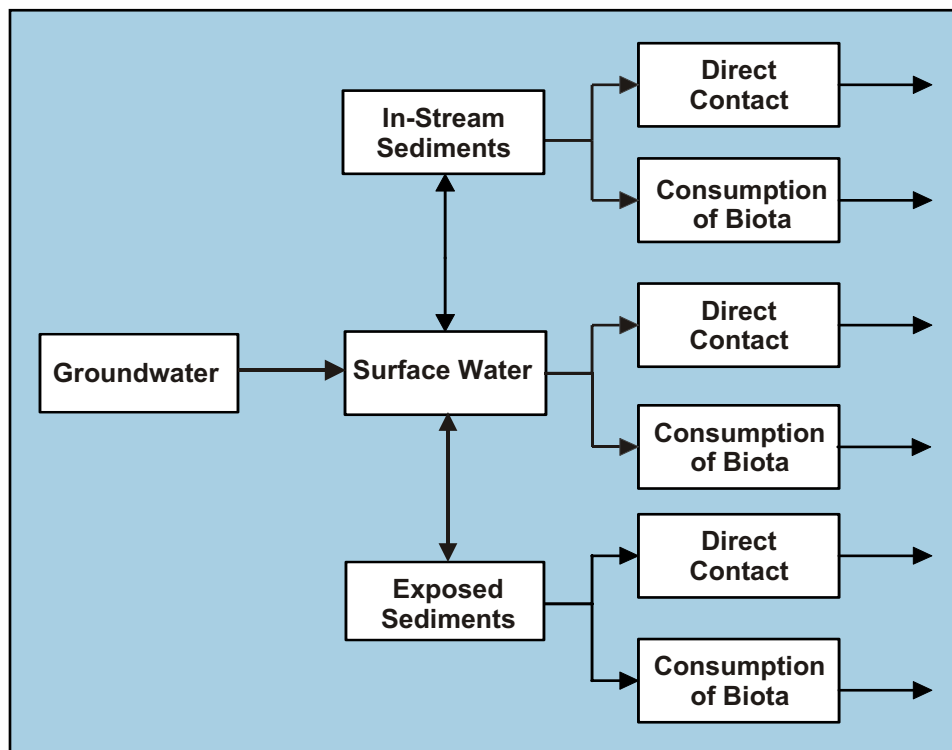 Direct
Contact
In-Stream
Sediments
Consumption
of Biota
Direct
Contact
Groundwater
Surface Water
Consumption
of Biota
Direct
Contact
Exposed
Sediments
Consumption
of Biota